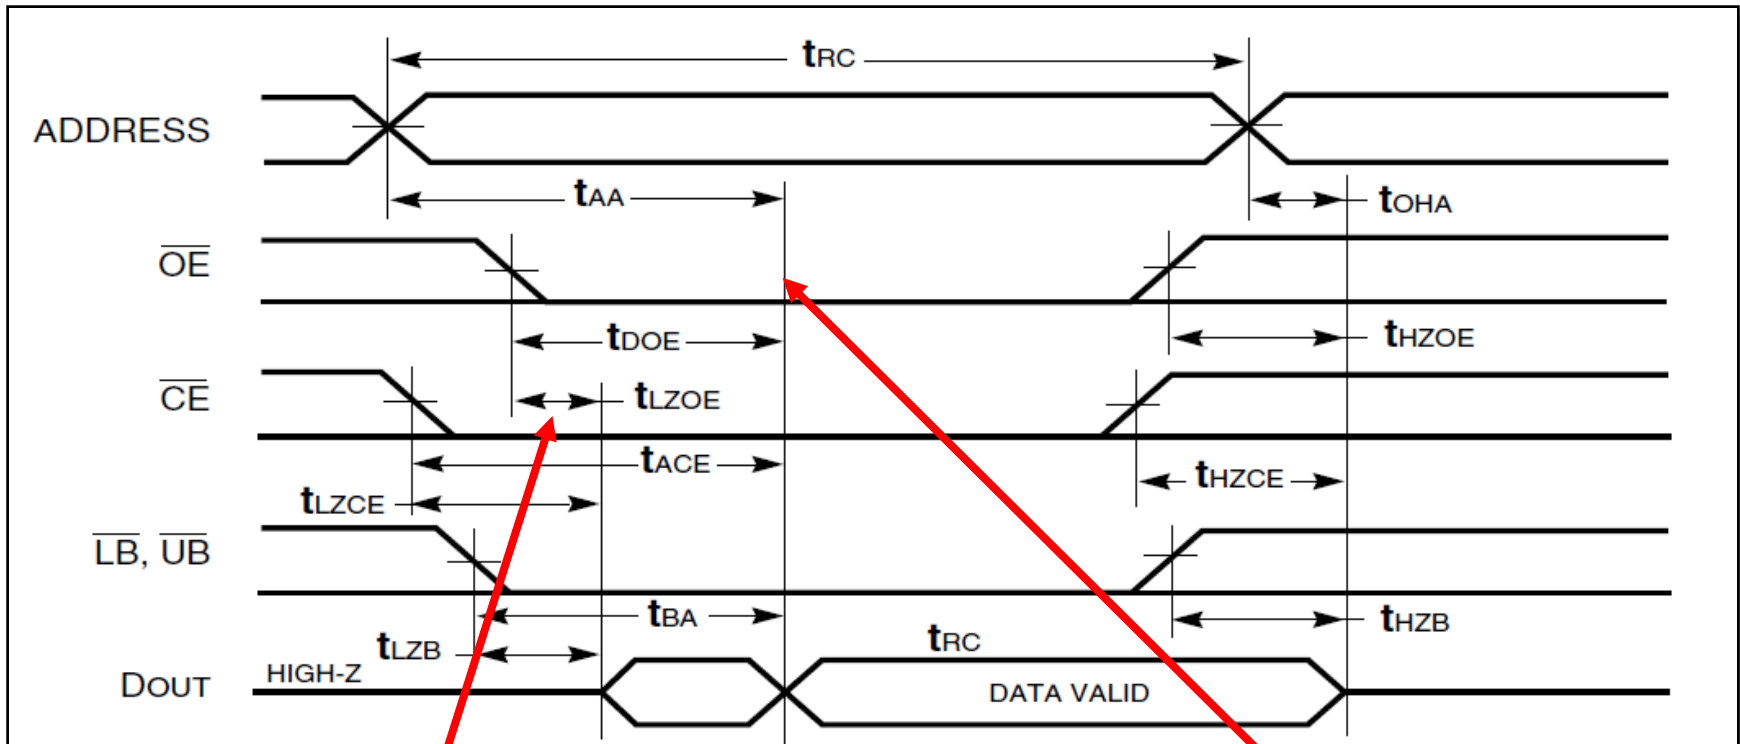 tRC
ADDRESS
tAA
tOHA
OE
tDOE
tHZOE
CE
tLZOE
tACE
tHZCE
tLZCE
LB, UB
tBA
tHZB
tLZB
tRC
DOUT
HIGH-Z
DATA VALID